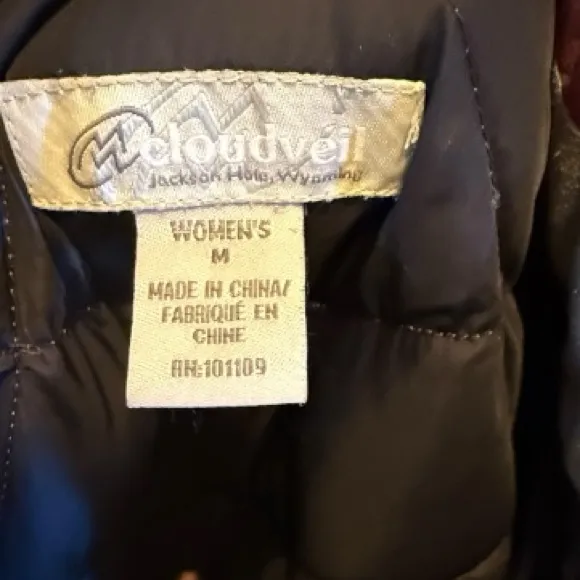 cloudveil
Jackson Hole, Wyoming
WOMEN'S
M
MADE IN CHINA/
FABRIQUÉ EN
CHINE
RN:101109